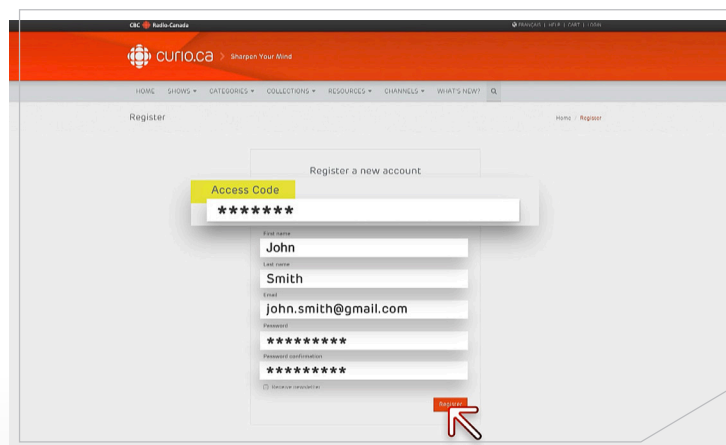 CBC Radio-Canada
FRANÇAIS | HELP | CART | LOGIN
curio.ca > Sharpen Your Mind
HOME SHOWS CATEGORIES COLLECTIONS RESOURCES CHANNELS WHAT'S NEW?
Register
Home / Register
Register a new account
Access Code
*******
First name
John
Last name
Smith
Email
john.smith@gmail.com
Password
*********
Password confirmation
*********
Receive newsletter
Register